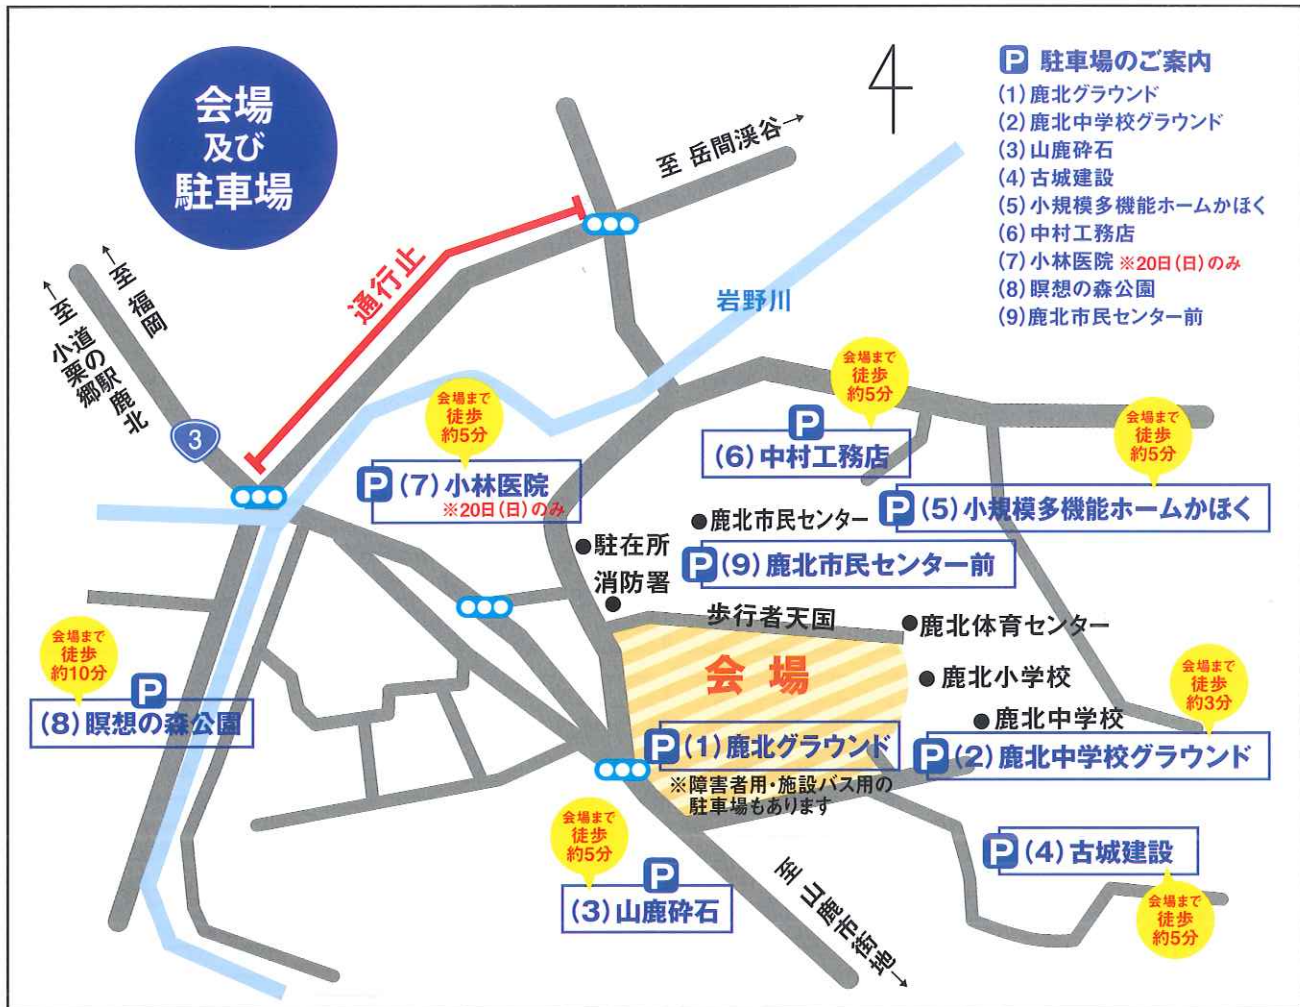 会場
及び
駐車場
P 駐車場のご案内
(1)鹿北グラウンド
(2)鹿北中学校グラウンド
(3)山鹿砕石
(4)古城建設
(5)小規模多機能ホームかほく
(6)中村工務店
(7)小林医院 ※20日(日)のみ
(8)瞑想の森公園
(9)鹿北市民センター前
至 岳間渓谷→
通行止
岩野川
←至 福岡
←至 道の駅鹿北
小栗郷
3
会場まで
徒歩
約5分
P
(6)中村工務店
会場まで
徒歩
約5分
P(7)小林医院
※20日(日)のみ
会場まで
徒歩
約5分
P(5)小規模多機能ホームかほく
●鹿北市民センター
P(9)鹿北市民センター前
●駐在所
消防署
●
歩行者天国
●鹿北体育センター
会場
●鹿北小学校
●鹿北中学校
会場まで
徒歩
約3分
P(2)鹿北中学校グラウンド
P(1)鹿北グラウンド
※障害者用・施設バス用の
駐車場もあります
会場まで
徒歩
約10分
P
(8)瞑想の森公園
会場まで
徒歩
約5分
P
(3)山鹿砕石
P(4)古城建設
会場まで
徒歩
約5分
至 山鹿市街地→